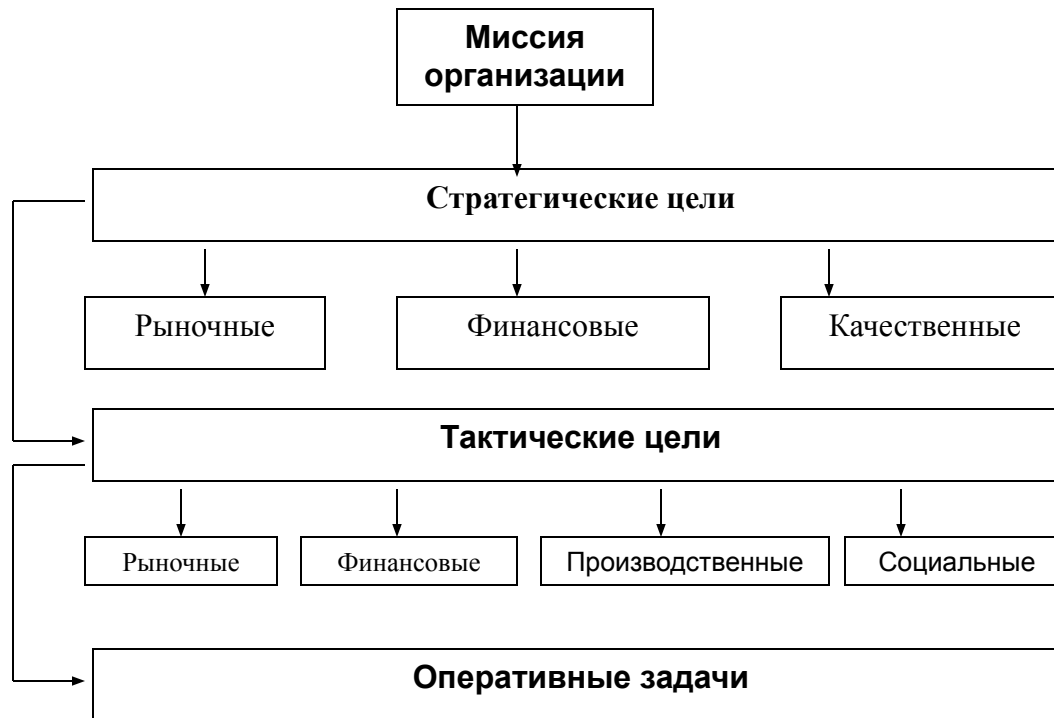 Миссия
организации
Стратегические цели
Рыночные
Финансовые
Качественные
Тактические цели
Рыночные
Финансовые
Производственные
Социальные
Оперативные задачи